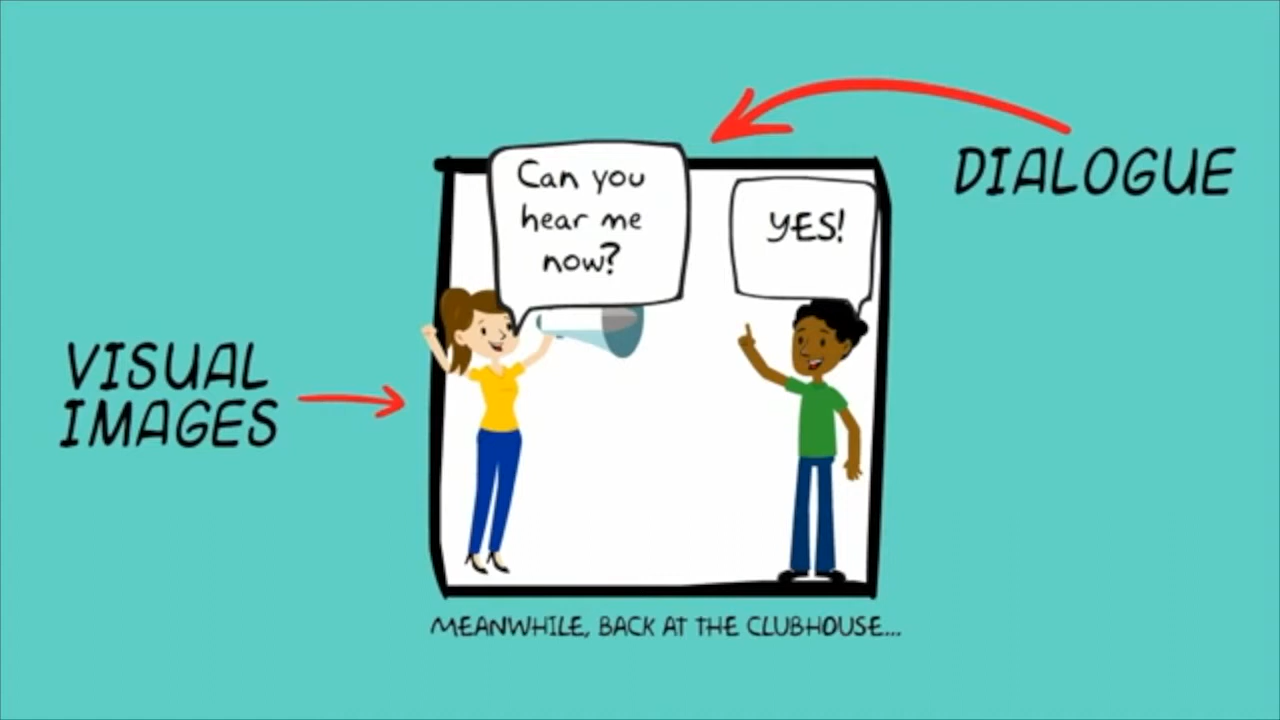 DIALOGUE
Can you
hear me
now?
YES!
VISUAL
IMAGES
MEANWHILE, BACK AT THE CLUBHOUSE...